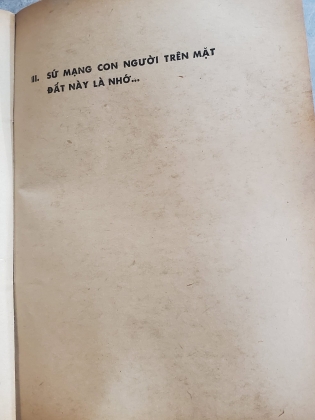 II. SỨ MẠNG CON NGƯỜI TRÊN MẶT
ĐẤT NÀY LÀ NHỚ...